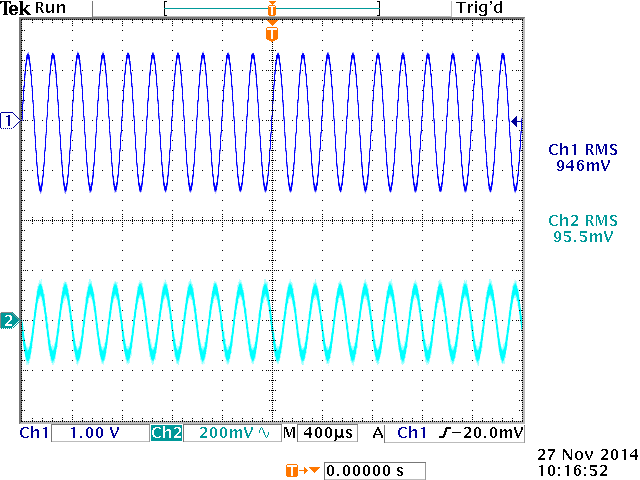 Tek Run Trig'd
T
T
1
Ch1 RMS
946mV
Ch2 RMS
95.5mV
2
Ch1 1.00 V Ch2 200mV∿ M 400µs A Ch1 ƒ -20.0mV
27 Nov 2014
T→▼ 0.00000 s
10:16:52